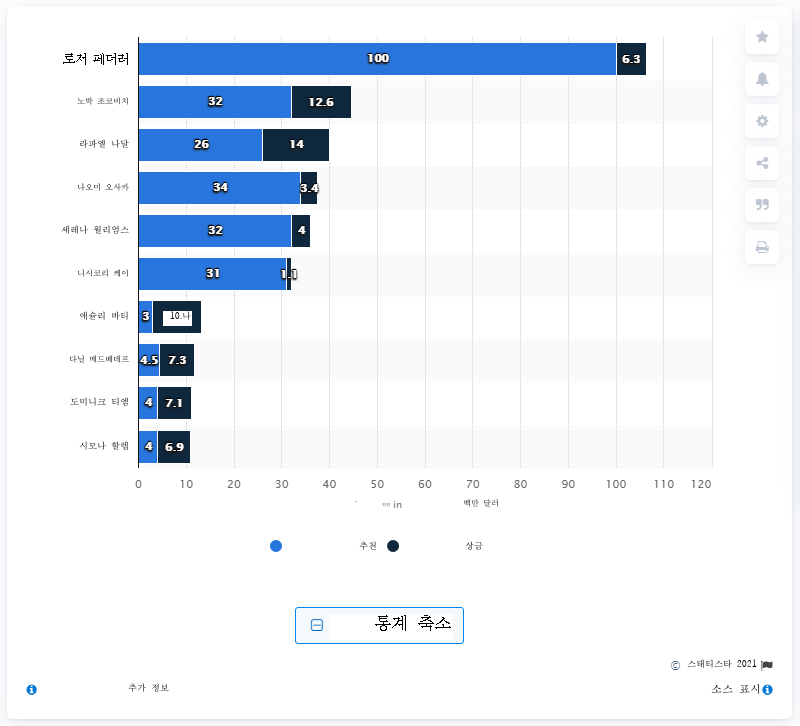 로저 페더러 100 6.3
노박 조코비치 32 12.6
라파엘 나달 26 14
나오미 오사카 34 3.4
세레나 윌리엄스 32 4
니시코리 케이 31 1.1
애슐리 바티 3 10.나
다닐 메드베데프 4.5 7.3
도미니크 티엠 4 7.1
시모나 할렙 4 6.9
0 10 20 30 40 50 60 70 80 90 100 110 120
in 백만 달러
추천 상금
통계 축소
© 스태티스타 2021
추가 정보 소스 표시